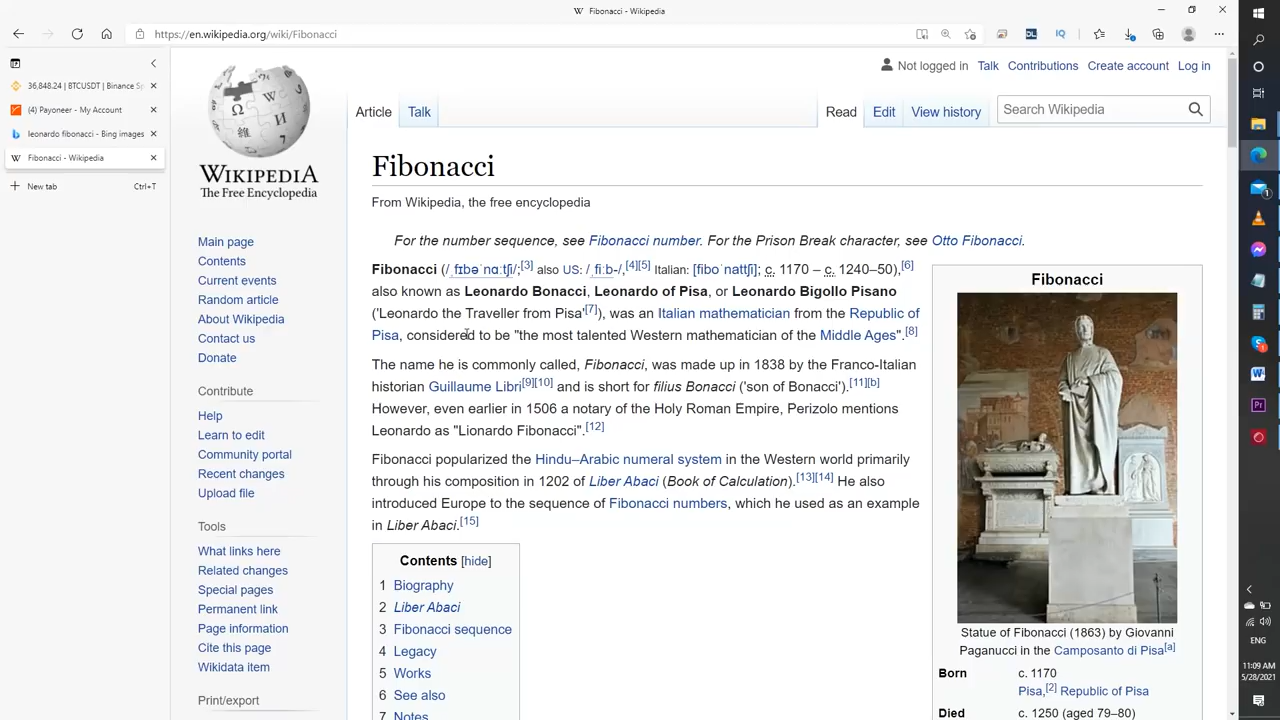 Fibonacci - Wikipedia
https://en.wikipedia.org/wiki/Fibonacci
36,848.24 | BTCUSDT | Binance Sp
(4) Payoneer - My Account
leonardo fibonacci - Bing images
Fibonacci - Wikipedia
New tab Ctrl+T
WIKIPEDIA
The Free Encyclopedia
Main page
Contents
Current events
Random article
About Wikipedia
Contact us
Donate
Contribute
Help
Learn to edit
Community portal
Recent changes
Upload file
Tools
What links here
Related changes
Special pages
Permanent link
Page information
Cite this page
Wikidata item
Print/export
Not logged in Talk Contributions Create account Log in
Article Talk Read Edit View history Search Wikipedia
Fibonacci
From Wikipedia, the free encyclopedia
For the number sequence, see Fibonacci number. For the Prison Break character, see Otto Fibonacci.
Fibonacci (/ˌfɪbəˈnɑːtʃi/;[3] also US: /ˌfiːb-/,[4][5] Italian: [fiboˈnattʃi]; c. 1170 – c. 1240–50),[6]
also known as Leonardo Bonacci, Leonardo of Pisa, or Leonardo Bigollo Pisano
('Leonardo the Traveller from Pisa'[7]), was an Italian mathematician from the Republic of
Pisa, considered to be "the most talented Western mathematician of the Middle Ages".[8]
The name he is commonly called, Fibonacci, was made up in 1838 by the Franco-Italian
historian Guillaume Libri[9][10] and is short for filius Bonacci ('son of Bonacci').[11][b]
However, even earlier in 1506 a notary of the Holy Roman Empire, Perizolo mentions
Leonardo as "Lionardo Fibonacci".[12]
Fibonacci popularized the Hindu–Arabic numeral system in the Western world primarily
through his composition in 1202 of Liber Abaci (Book of Calculation).[13][14] He also
introduced Europe to the sequence of Fibonacci numbers, which he used as an example
in Liber Abaci.[15]
Contents [hide]
1 Biography
2 Liber Abaci
3 Fibonacci sequence
4 Legacy
5 Works
6 See also
7 Notes
Fibonacci
Statue of Fibonacci (1863) by Giovanni
Paganucci in the Camposanto di Pisa[a]
Born c. 1170
Pisa,[2] Republic of Pisa
Died c. 1250 (aged 79–80)
ENG
11:09 AM
5/28/2021